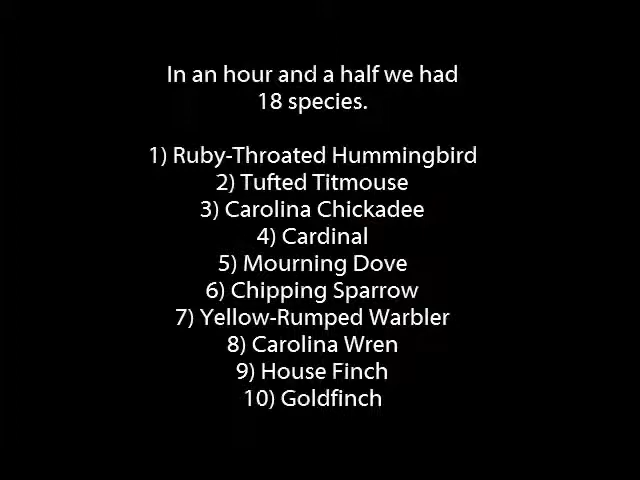 In an hour and a half we had
18 species.
1) Ruby-Throated Hummingbird
2) Tufted Titmouse
3) Carolina Chickadee
4) Cardinal
5) Mourning Dove
6) Chipping Sparrow
7) Yellow-Rumped Warbler
8) Carolina Wren
9) House Finch
10) Goldfinch